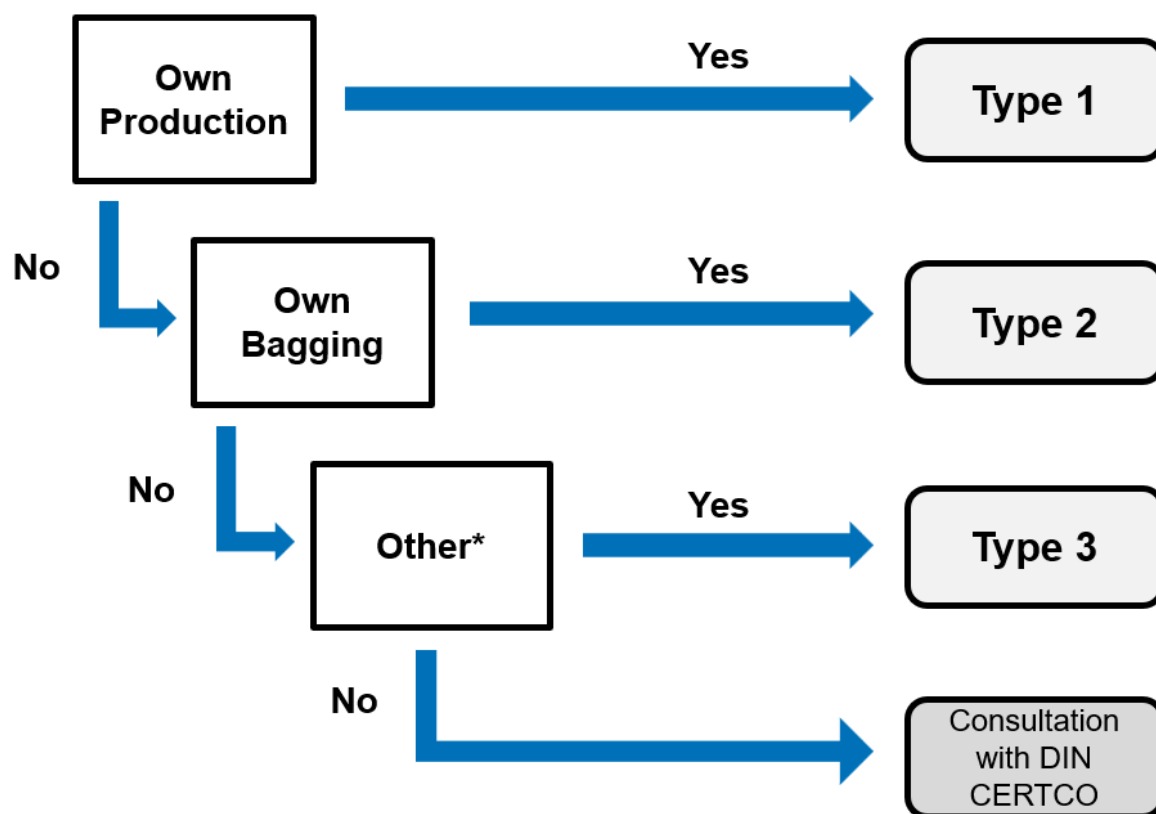 Own
Production
Yes
Type 1
No
Own
Bagging
Yes
Type 2
No
Other*
Yes
Type 3
No
Consultation
with DIN
CERTCO